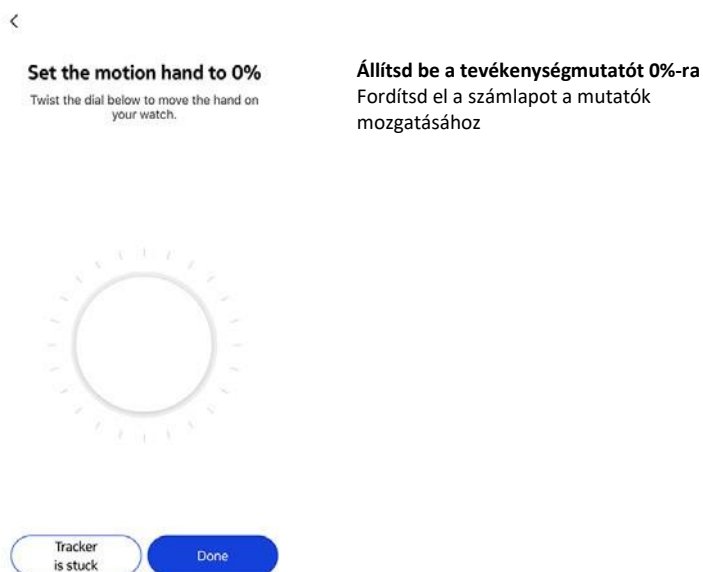 Set the motion hand to 0%
Twist the dial below to move the hand on
your watch.
Állítsd be a tevékenységmutatót 0%-ra
Fordítsd el a számlapot a mutatók
mozgatásához
Tracker
is stuck
Done